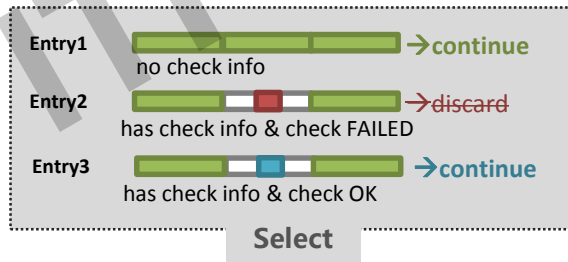 Entry1 →continue
no check info
Entry2 →discard
has check info & check FAILED
Entry3 →continue
has check info & check OK
Select